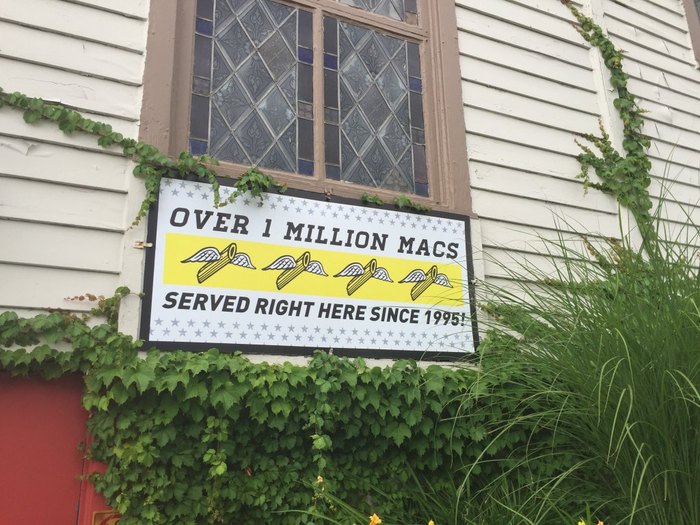 OVER 1 MILLION MACS
SERVED RIGHT HERE SINCE 1995!